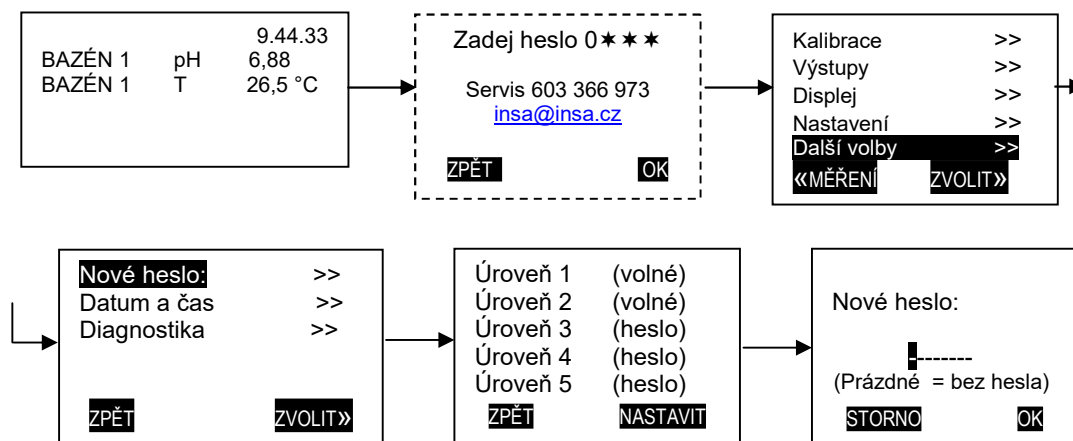 9.44.33
BAZÉN 1 pH 6,88
BAZÉN 1 T 26,5 °C
Zadej heslo 0✶✶✶
Servis 603 366 973
insa@insa.cz
ZPĚT OK
Kalibrace >>
Výstupy >>
Displej >>
Nastavení >>
Další volby >>
«MĚŘENÍ ZVOLIT»
Nové heslo: >>
Datum a čas >>
Diagnostika >>
ZPĚT ZVOLIT»
Úroveň 1 (volné)
Úroveň 2 (volné)
Úroveň 3 (heslo)
Úroveň 4 (heslo)
Úroveň 5 (heslo)
ZPĚT NASTAVIT
Nové heslo:
--------
(Prázdné = bez hesla)
STORNO OK